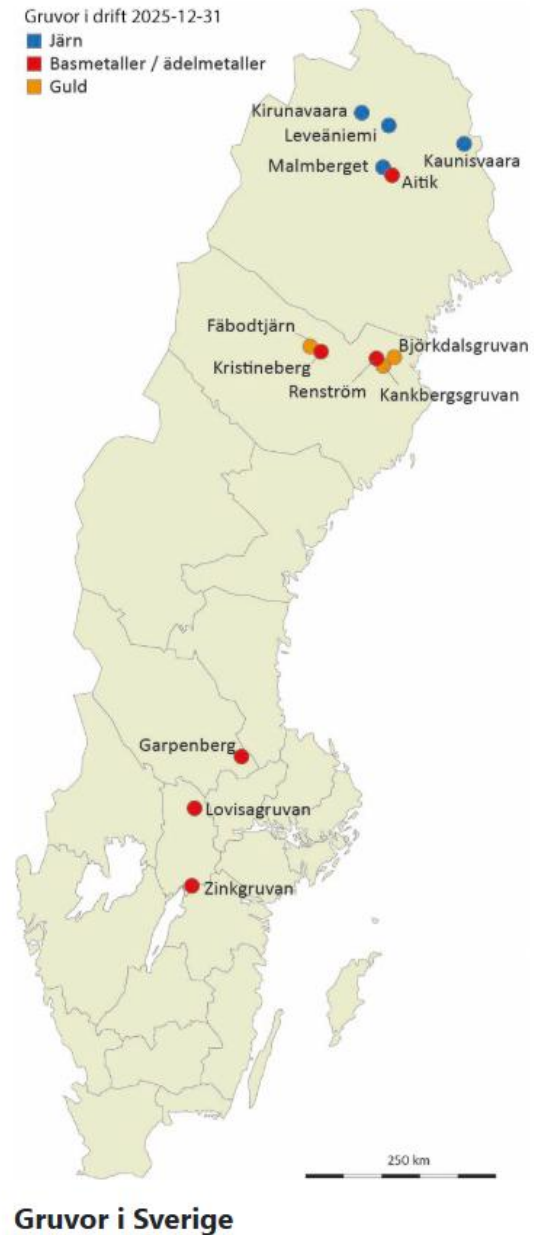 Gruvor i drift 2025-12-31
Järn
Basmetaller / ädelmetaller
Guld
Kirunavaara
Leveäniemi
Kaunisvaara
Malmberget
Aitik
Fäbodtjärn
Björkdalsgruvan
Kristineberg
Renström
Kankbergsgruvan
Garpenberg
Lovisagruvan
Zinkgruvan
250 km
Gruvor i Sverige